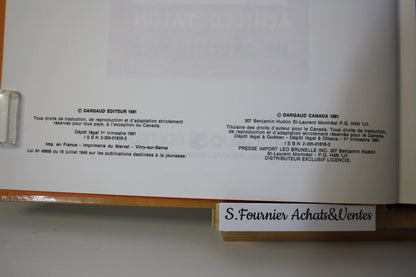 © DARGAUD EDITEUR 1981
Tous droits de traduction, de reproduction et d'adaptation strictement
réservés pour tous pays, à l'exception du Canada.
Dépôt légal 1er trimestre 1981
I S B N 2-205-01919-3
Imp. en France - Imprimerie du Marval - Vitry-sur-Seine
Loi N° 49956 du 16 juillet 1949 sur les publications destinées à la jeunesse.
© DARGAUD CANADA 1981
307 Benjamin Hudon St-Laurent Montréal P.Q. H4N 1J1
Titulaire des droits d'auteur pour le Canada. Tous droits de
reproduction et d'adaptation strictement réservés pour le Canada.
Dépôt légal à Québec - Dépôt légal à Ottawa - 1er trimestre 1981
I S B N 2-205-01919-3
PRESSE IMPORT LEO BRUNELLE INC. 307 Benjamin Hudon
St-Laurent Montréal P.Q. H4N 1J1
DISTRIBUTEUR EXCLUSIF LICENCIE.
S.Fournier Achats&Ventes